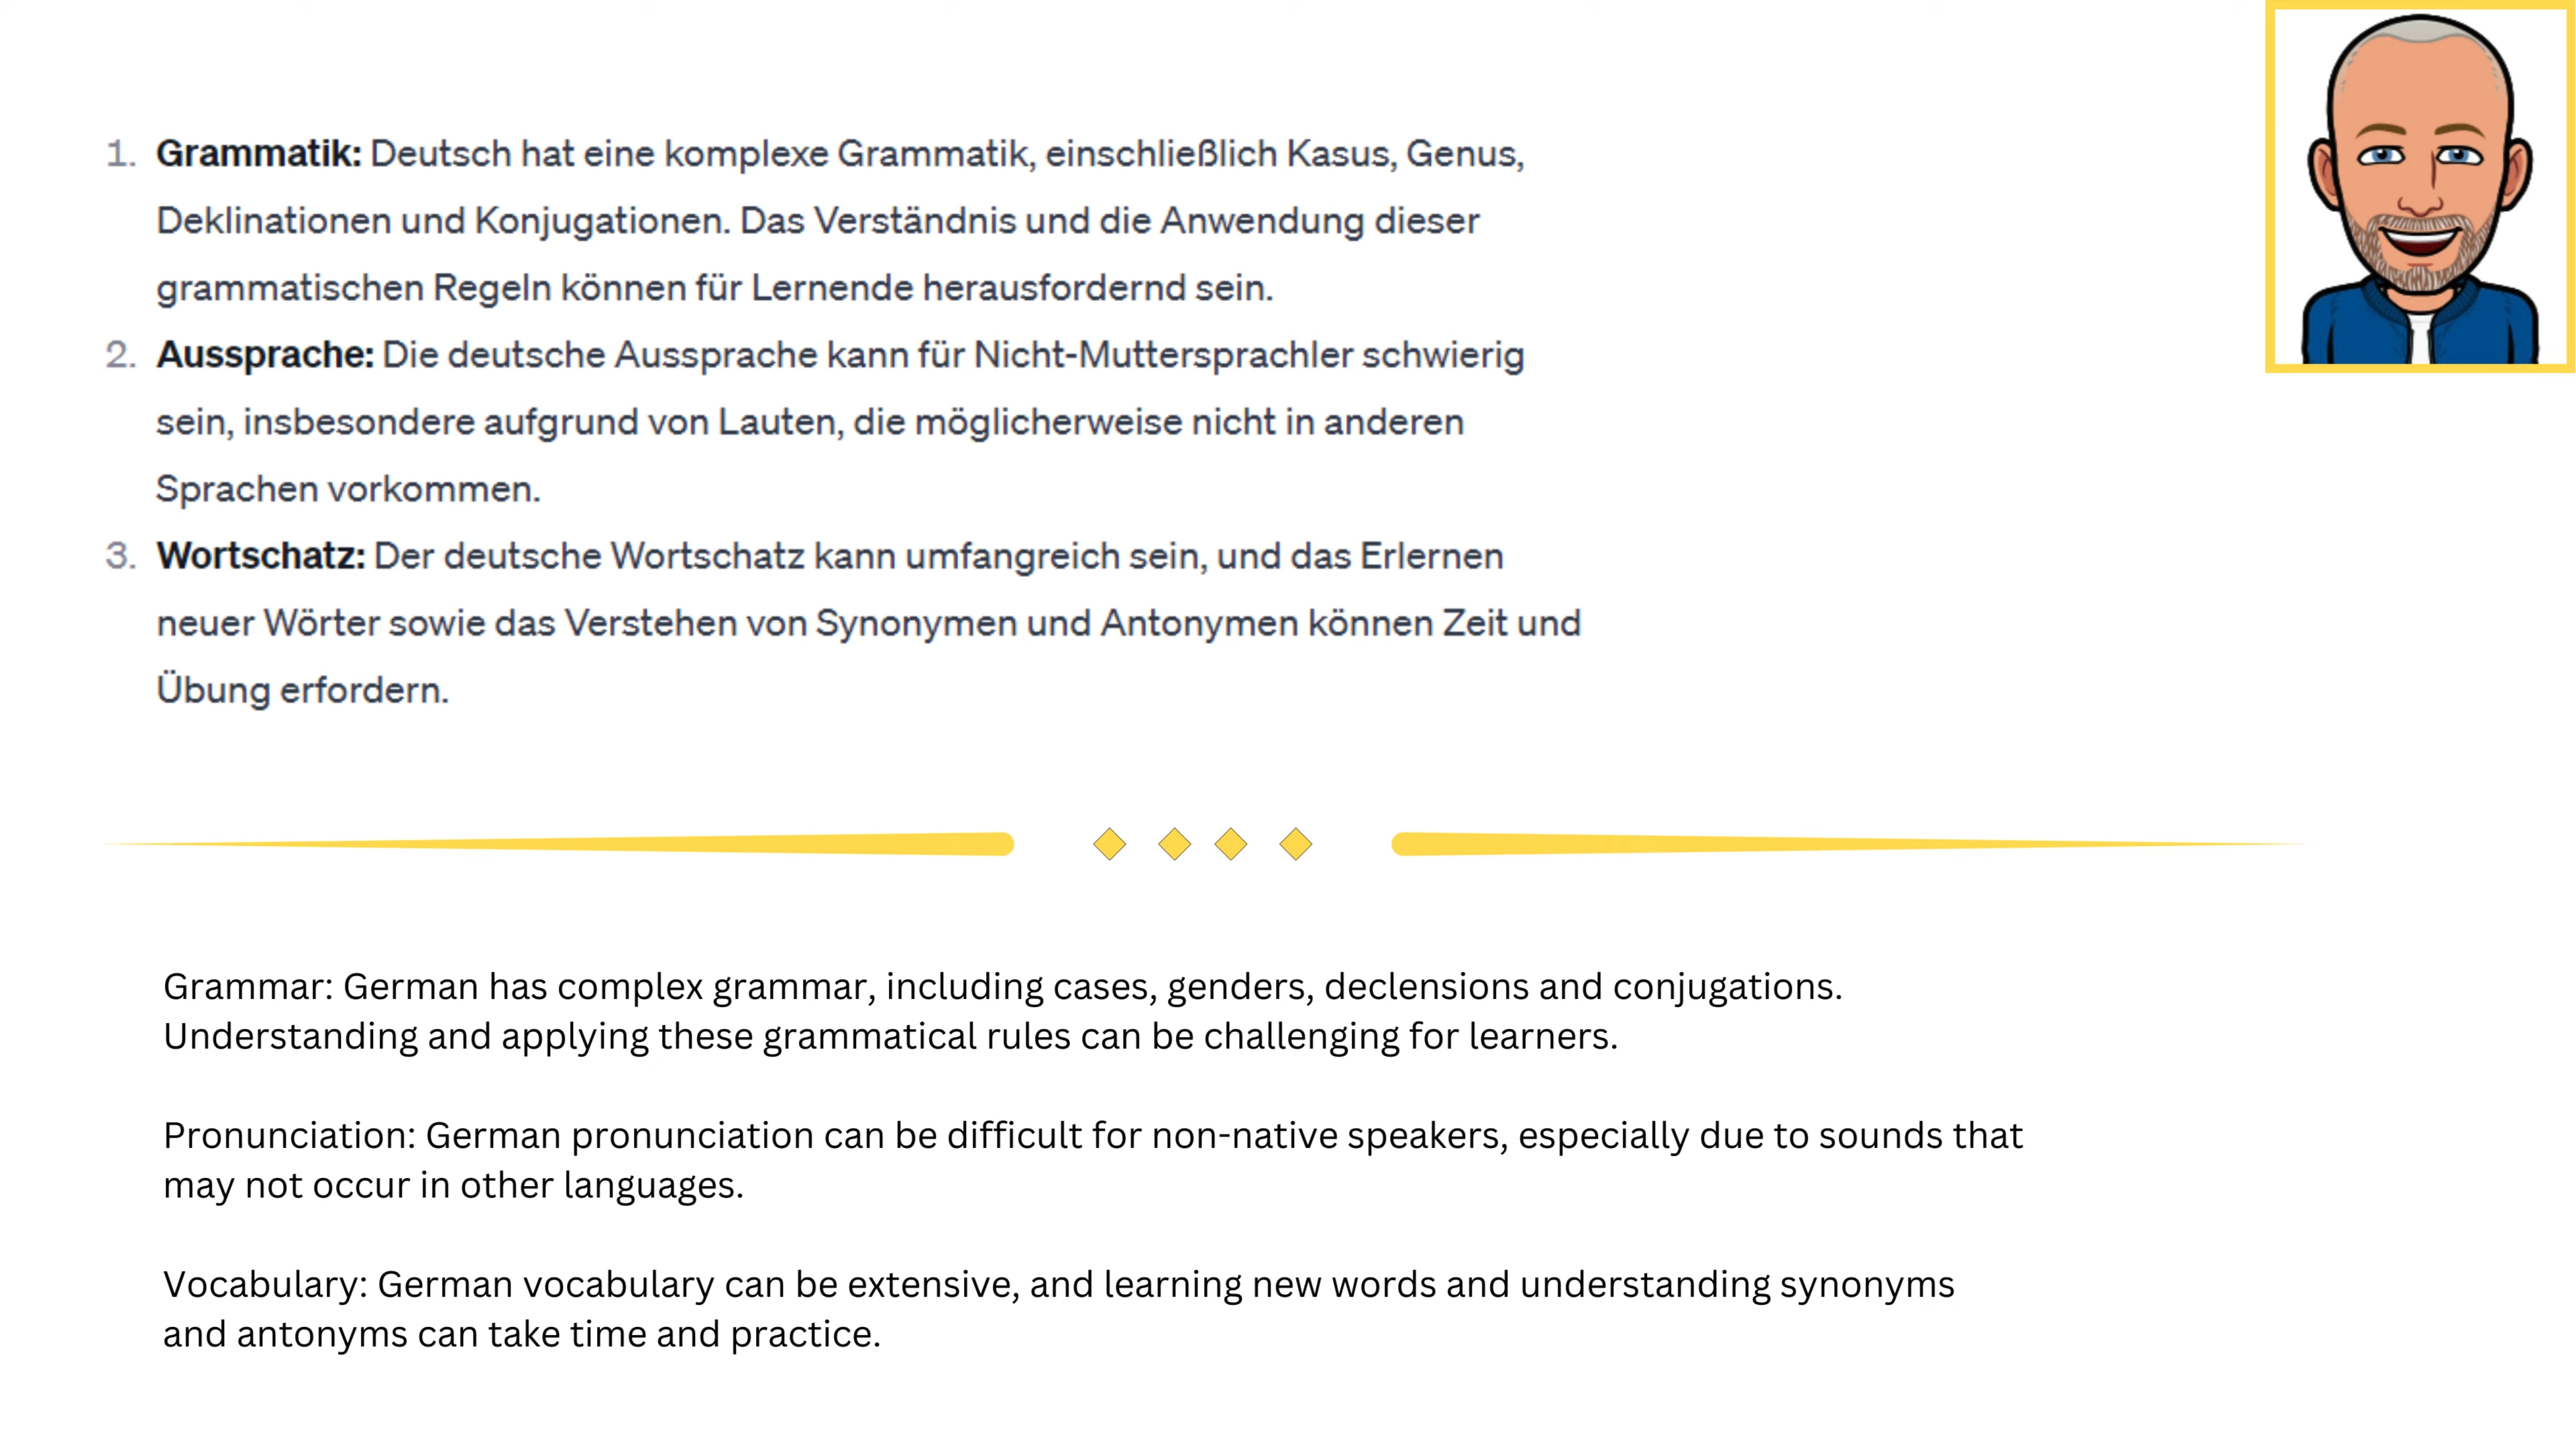 1. Grammatik: Deutsch hat eine komplexe Grammatik, einschließlich Kasus, Genus,
Deklinationen und Konjugationen. Das Verständnis und die Anwendung dieser
grammatischen Regeln können für Lernende herausfordernd sein.
2. Aussprache: Die deutsche Aussprache kann für Nicht-Muttersprachler schwierig
sein, insbesondere aufgrund von Lauten, die möglicherweise nicht in anderen
Sprachen vorkommen.
3. Wortschatz: Der deutsche Wortschatz kann umfangreich sein, und das Erlernen
neuer Wörter sowie das Verstehen von Synonymen und Antonymen können Zeit und
Übung erfordern.
Grammar: German has complex grammar, including cases, genders, declensions and conjugations.
Understanding and applying these grammatical rules can be challenging for learners.
Pronunciation: German pronunciation can be difficult for non-native speakers, especially due to sounds that
may not occur in other languages.
Vocabulary: German vocabulary can be extensive, and learning new words and understanding synonyms
and antonyms can take time and practice.